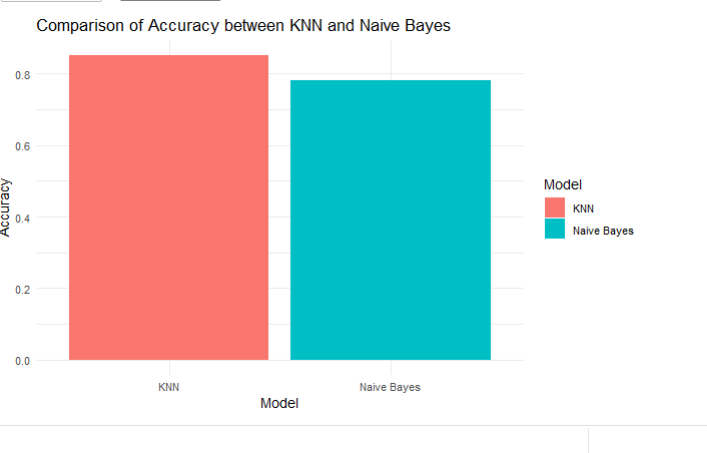 Comparison of Accuracy between KNN and Naive Bayes
Accuracy
0.8
0.6
0.4
0.2
0.0
KNN
Naive Bayes
Model
Model
KNN
Naive Bayes